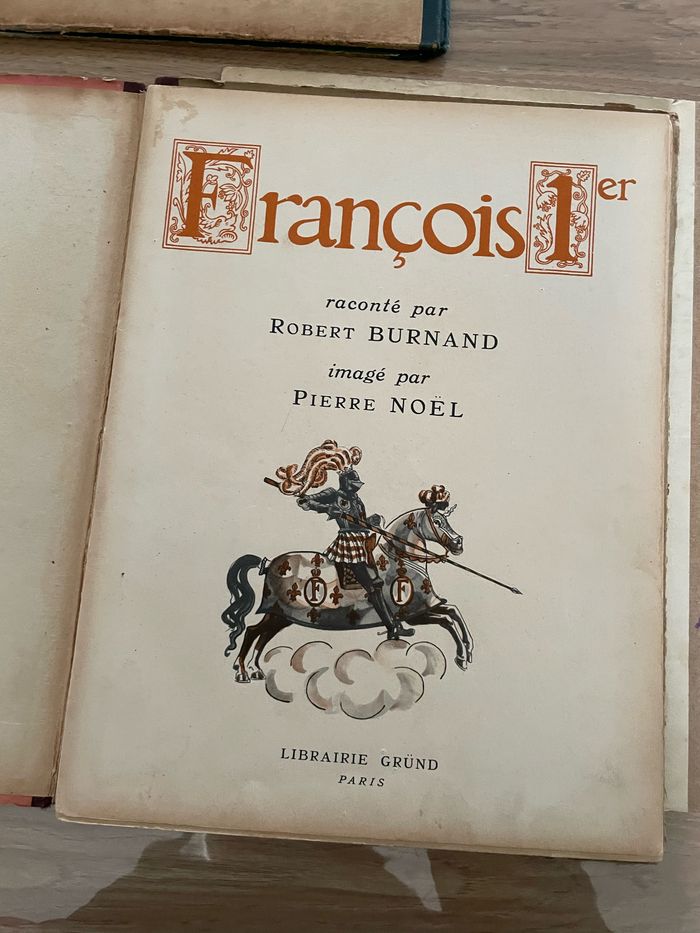 François 1er
raconté par
ROBERT BURNAND
imagé par
PIERRE NOËL
F F
LIBRAIRIE GRÜND
PARIS